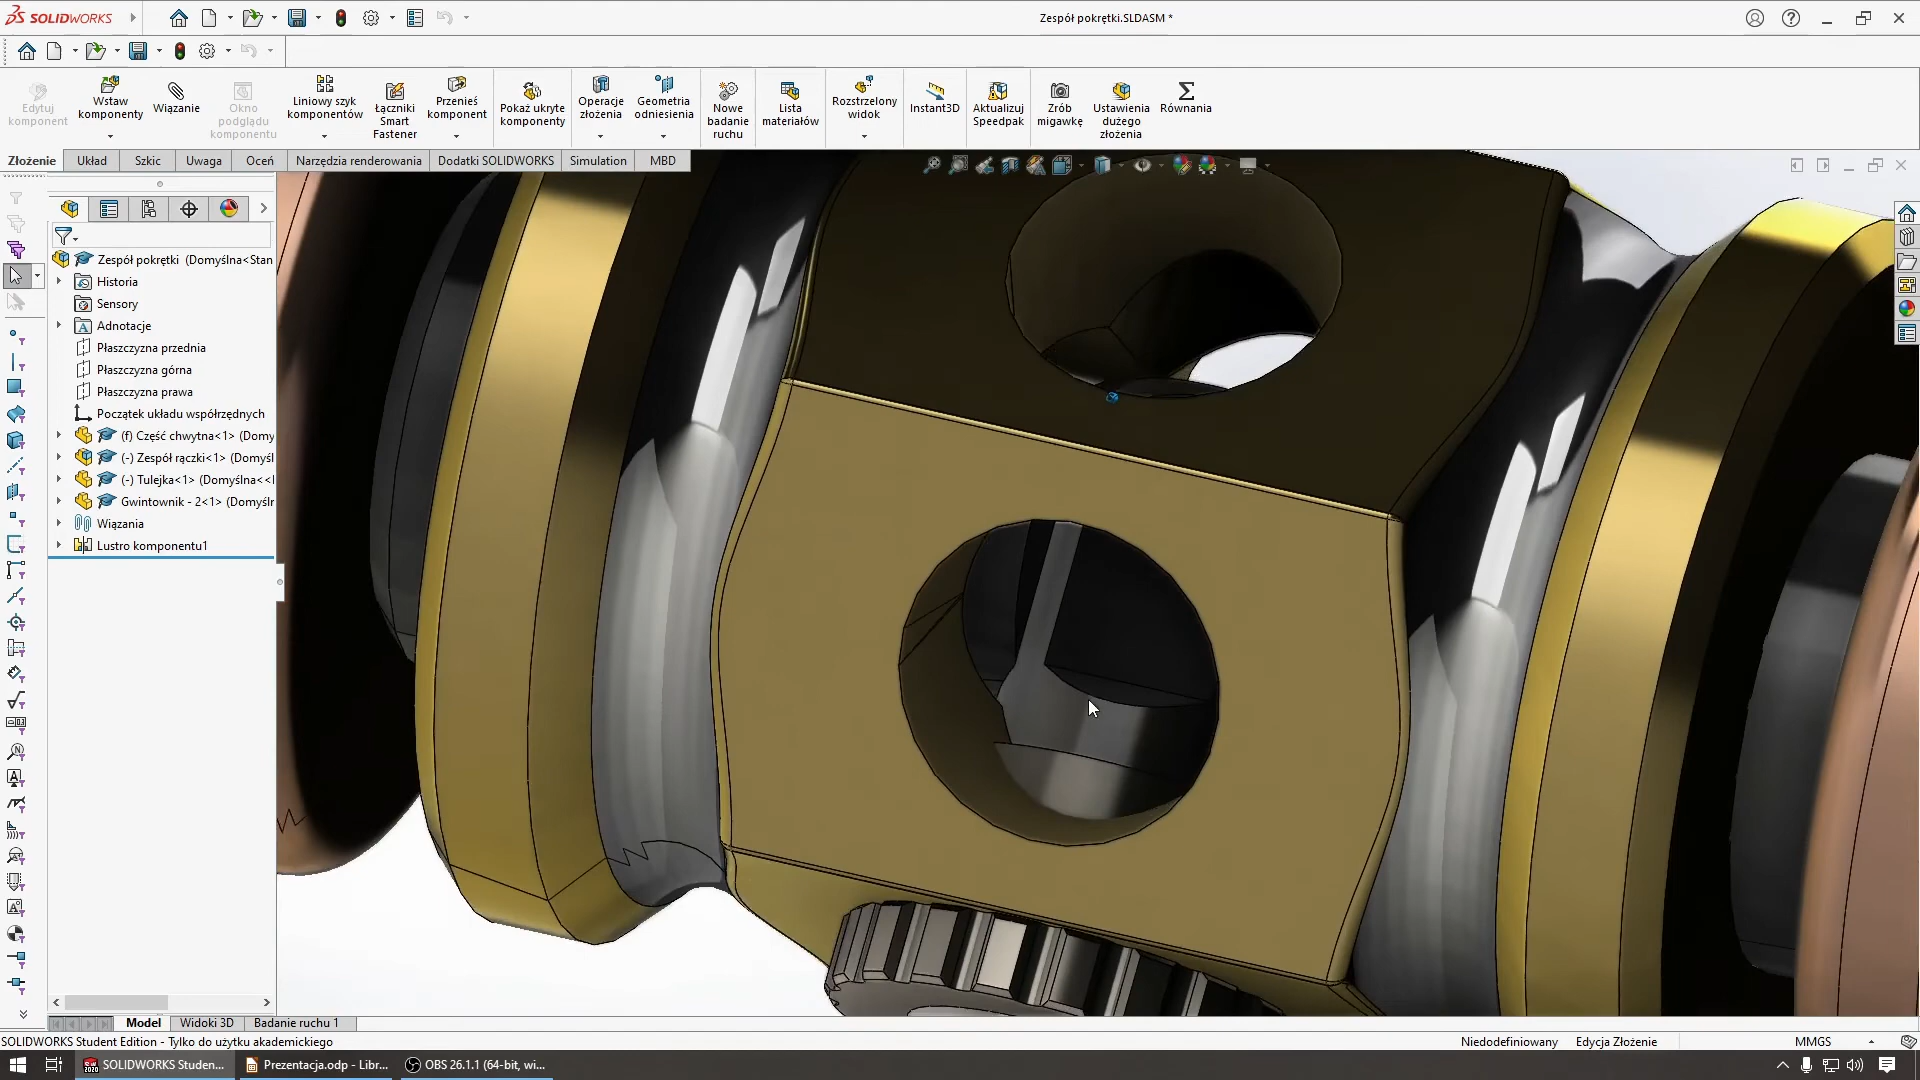 SOLIDWORKS
Zespół pokrętki.SLDASM *
Edytuj komponent
Wstaw komponenty
Wiązanie
Okno podglądu komponentu
Liniowy szyk komponentów
Łączniki Smart Fastener
Przenieś komponent
Pokaż ukryte komponenty
Operacje złożenia
Geometria odniesienia
Nowe badanie ruchu
Lista materiałów
Rozstrzelony widok
Instant3D
Aktualizuj Speedpak
Zrób migawkę
Ustawienia dużego złożenia
Równania
Złożenie
Układ
Szkic
Uwaga
Oceń
Narzędzia renderowania
Dodatki SOLIDWORKS
Simulation
MBD
Zespół pokrętki (Domyślna<Stan
Historia
Sensory
Adnotacje
Płaszczyzna przednia
Płaszczyzna górna
Płaszczyzna prawa
Początek układu współrzędnych
(f) Część chwytna<1> (Domy
(-) Zespół rączki<1> (Domyśl
(-) Tulejka<1> (Domyślna<<
Gwintownik - 2<1> (Domyślr
Wiązania
Lustro komponentu1
Model
Widoki 3D
Badanie ruchu 1
SOLIDWORKS Student Edition - Tylko do użytku akademickiego
Niedodefiniowany
Edycja Złożenie
MMGS
SOLIDWORKS Studen...
Prezentacja.odp - Libr...
OBS 26.1.1 (64-bit, wi...